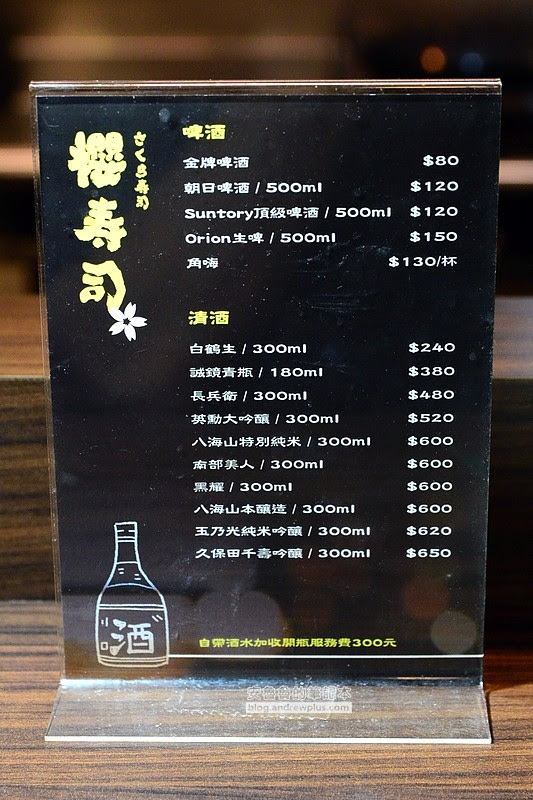 櫻寿司
さくら寿司
啤酒
金牌啤酒 $80
朝日啤酒 / 500ml $120
Suntory頂級啤酒 / 500ml $120
Orion生啤 / 500ml $150
角嗨 $130/杯
清酒
白鶴生 / 300ml $240
誠鏡青瓶 / 180ml $380
長兵衛 / 300ml $480
英勳大吟釀 / 300ml $520
八海山特別純米 / 300ml $600
南部美人 / 300ml $600
黑耀 / 300ml $600
八海山本釀造 / 300ml $600
玉乃光純米吟釀 / 300ml $620
久保田千壽吟釀 / 300ml $650
酒
自帶酒水加收開瓶服務費300元
安魯魯的筆記本
blog.andrewplus.com